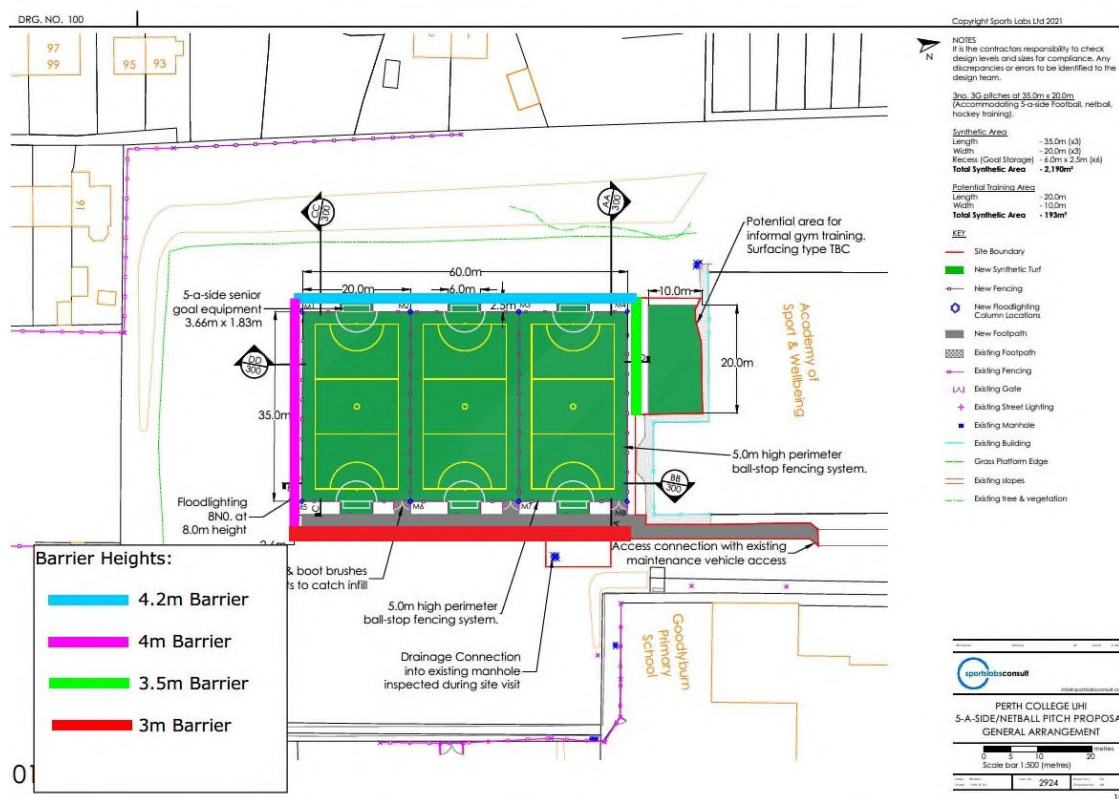 DRG. NO. 100
Copyright Sports Labs Ltd 2021
97
99
95
93
16
N
NOTES
It is the contractors responsibility to check
design levels and sizes for compliance. Any
discrepancies or errors to be identified to the
design team.
3no. 3G pitches at 35.0m x 20.0m
(Accommodating 5-a-side Football, netball,
hockey training).
Synthetic Area
Length - 35.0m (x3)
Width - 20.0m (x3)
Recess (Goal Storage) - 6.0m x 2.5m (x6)
Total Synthetic Area - 2,190m²
Potential Training Area
Length - 20.0m
Width - 10.0m
Total Synthetic Area - 193m²
KEY
Site Boundary
New Synthetic Turf
New Fencing
New Floodlighting
Column Locations
New Footpath
Existing Footpath
Existing Fencing
Existing Gate
Existing Street Lighting
Existing Manhole
Existing Building
Grass Platform Edge
Existing slopes
Existing tree & vegetation
CC
300
AA
300
Potential area for
informal gym training.
Surfacing type TBC
60.0m
20.0m
6.0m
2.5m
10.0m
5-a-side senior
goal equipment
3.66m x 1.83m
M1
M2
M3
M4
DD
300
35.0m
20.0m
Academy of
Sport & Wellbeing
5.0m high perimeter
ball-stop fencing system.
BB
300
Floodlighting
8N0. at
8.0m height
M5
M6
M7
M8
Access connection with existing
maintenance vehicle access
& boot brushes
ts to catch infill
5.0m high perimeter
ball-stop fencing system.
Drainage Connection
into existing manhole
inspected during site visit
Goodlyburn
Primary
School
Barrier Heights:
4.2m Barrier
4m Barrier
3.5m Barrier
3m Barrier
01
sportslabsconsult
PERTH COLLEGE UHI
5-A-SIDE/NETBALL PITCH PROPOSA
GENERAL ARRANGEMENT
0 5 10 20 metres
Scale bar 1:500 (metres)
2924